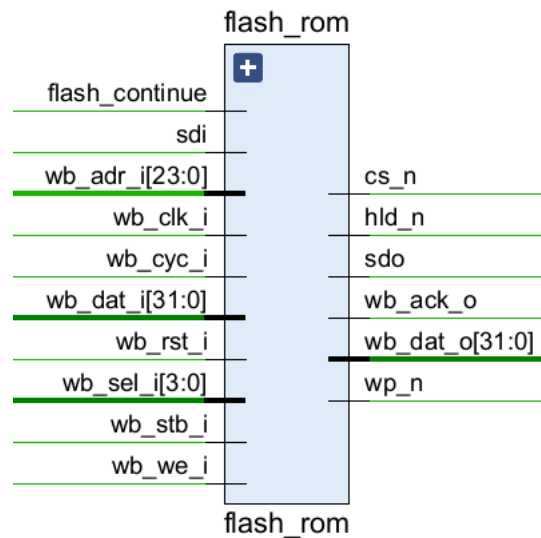 flash_rom
flash_continue
sdi
wb_adr_i[23:0]
wb_clk_i
wb_cyc_i
wb_dat_i[31:0]
wb_rst_i
wb_sel_i[3:0]
wb_stb_i
wb_we_i
cs_n
hld_n
sdo
wb_ack_o
wb_dat_o[31:0]
wp_n
flash_rom